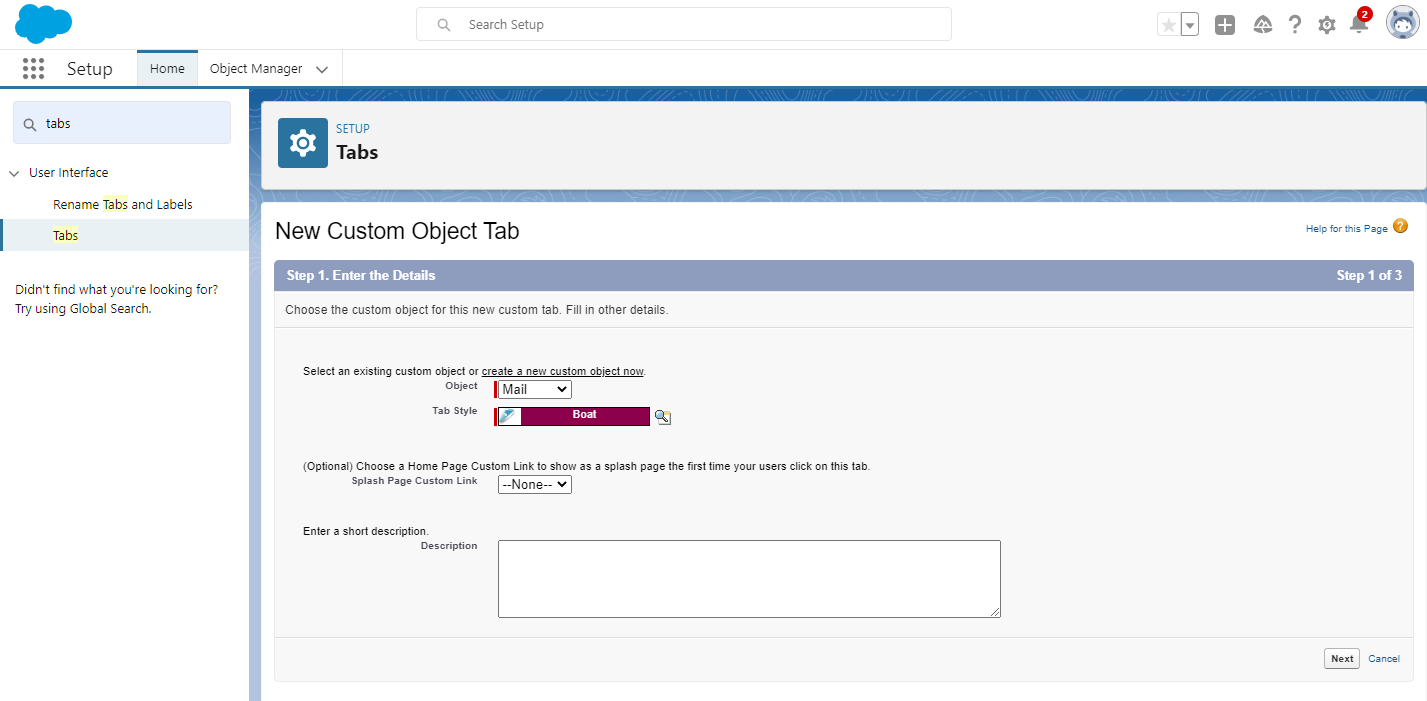 Search Setup
2
Setup
Home
Object Manager
tabs
User Interface
Rename Tabs and Labels
Tabs
Didn't find what you're looking for?
Try using Global Search.
SETUP
Tabs
New Custom Object Tab
Help for this Page ?
Step 1. Enter the Details
Step 1 of 3
Choose the custom object for this new custom tab. Fill in other details.
Select an existing custom object or create a new custom object now.
Object
Mail
Tab Style
Boat
(Optional) Choose a Home Page Custom Link to show as a splash page the first time your users click on this tab.
Splash Page Custom Link
--None--
Enter a short description.
Description
Next
Cancel